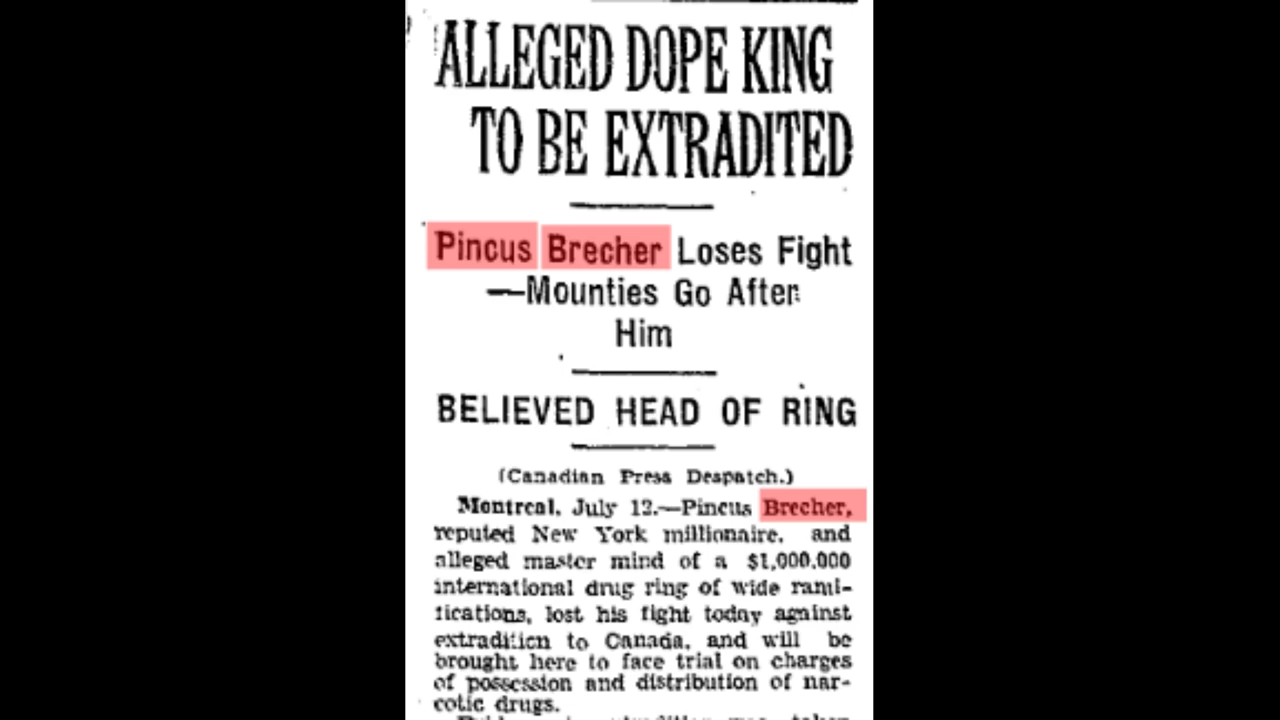 ALLEGED DOPE KING
TO BE EXTRADITED
Pincus Brecher Loses Fight
—Mounties Go After
Him
BELIEVED HEAD OF RING
(Canadian Press Despatch.)
Montreal, July 12.—Pincus Brecher,
reputed New York millionaire, and
alleged master mind of a $1,000,000
international drug ring of wide rami-
fications, lost his fight today against
extradition to Canada, and will be
brought here to face trial on charges
of possession and distribution of nar-
cotic drugs.